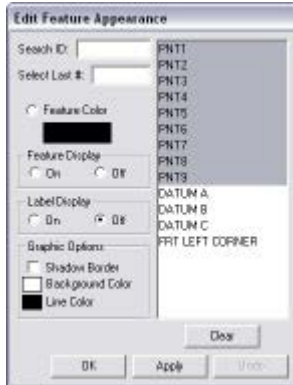 Edit Feature Appearance
Search ID:
Select Last #:
Feature Color
Feature Display
On Off
Label Display
On Off
Graphic Options
Shadow Border
Background Color
Line Color
PNT1
PNT2
PNT3
PNT4
PNT5
PNT6
PNT7
PNT8
PNT9
DATUM A
DATUM B
DATUM C
FRT LEFT CORNER
Clear
OK Apply Undo